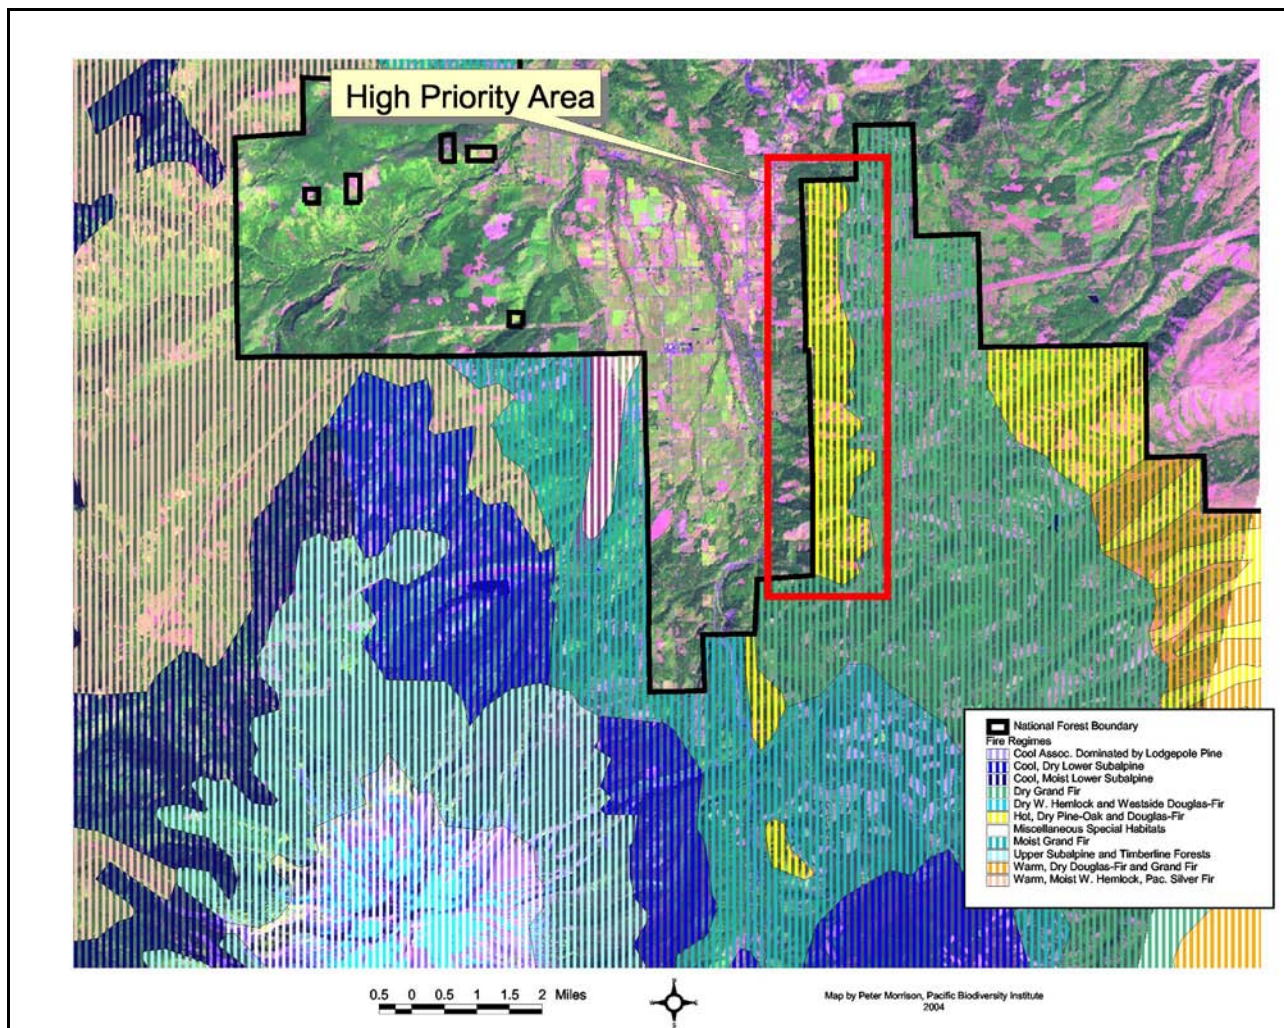 High Priority Area
National Forest Boundary
Fire Regimes
Cool Assoc. Dominated by Lodgepole Pine
Cool, Dry Lower Subalpine
Cool, Moist Lower Subalpine
Dry Grand Fir
Dry W. Hemlock and Westside Douglas-Fir
Hot, Dry Pine-Oak and Douglas-Fir
Miscellaneous Special Habitats
Moist Grand Fir
Upper Subalpine and Timberline Forests
Warm, Dry Douglas-Fir and Grand Fir
Warm, Moist W. Hemlock, Pac. Silver Fir
0.5 0 0.5 1 1.5 2 Miles
Map by Peter Morrison, Pacific Biodiversity Institute
2004